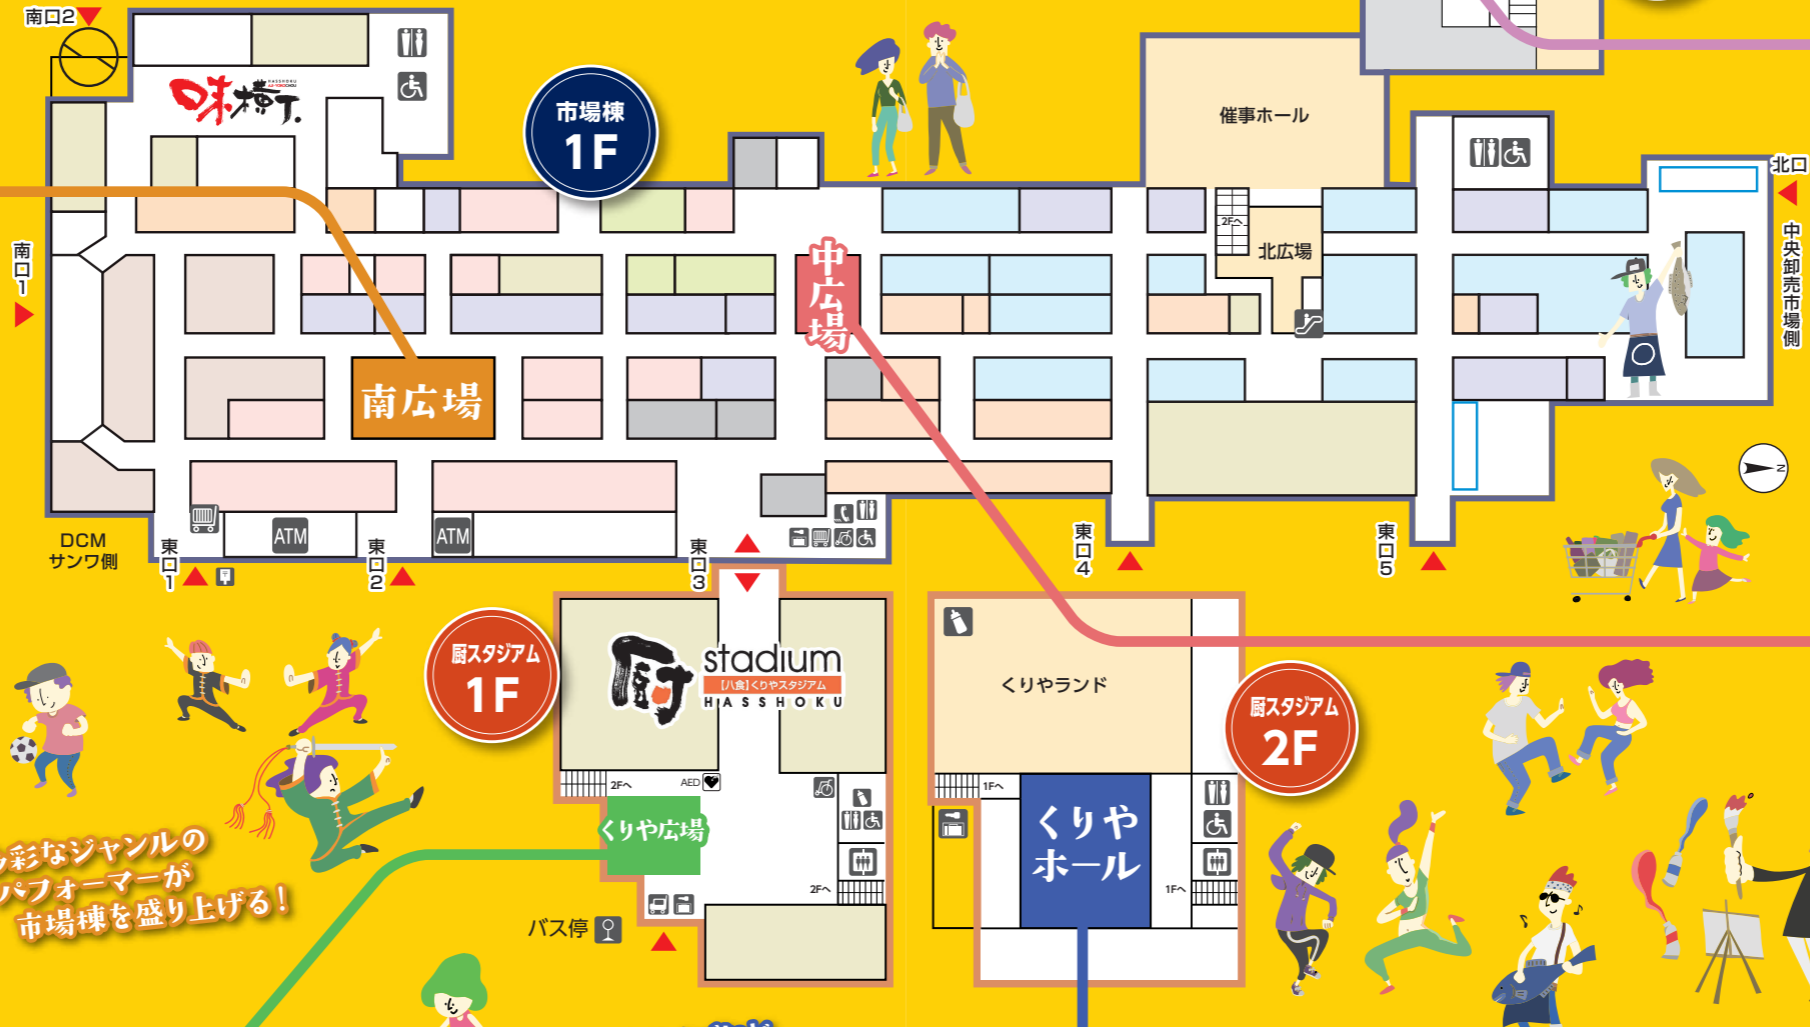 南口2
味横丁.
HASSHOKU
市場棟
1F
催事ホール
北口
中央卸売市場側
2Fへ
北広場
南口1
中広場
南広場
N
DCM
サンワ側
ATM
ATM
東口1
東口2
東口3
東口4
東口5
厨スタジアム
1F
厨
stadium
【八食】くりやスタジアム
HASSHOKU
くりやランド
厨スタジアム
2F
2Fへ
AED
1Fへ
くりや広場
くりや
ホール
2Fへ
1Fへ
バス停
彩なジャンルの
パフォーマーが
市場棟を盛り上げる!